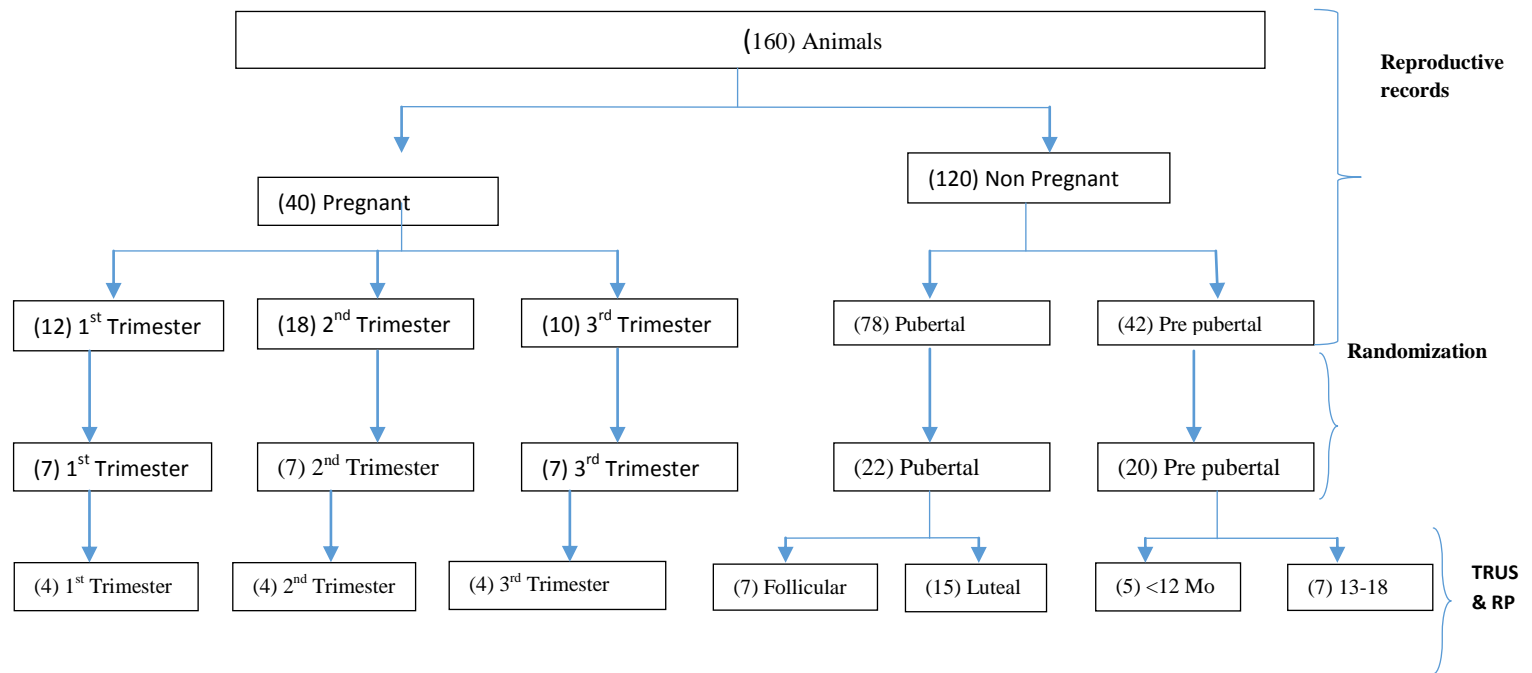 (160) Animals
Reproductive
records
(40) Pregnant
(120) Non Pregnant
(12) 1st Trimester
(18) 2nd Trimester
(10) 3rd Trimester
(78) Pubertal
(42) Pre pubertal
Randomization
(7) 1st Trimester
(7) 2nd Trimester
(7) 3rd Trimester
(22) Pubertal
(20) Pre pubertal
(4) 1st Trimester
(4) 2nd Trimester
(4) 3rd Trimester
(7) Follicular
(15) Luteal
(5) <12 Mo
(7) 13-18
TRUS
& RP